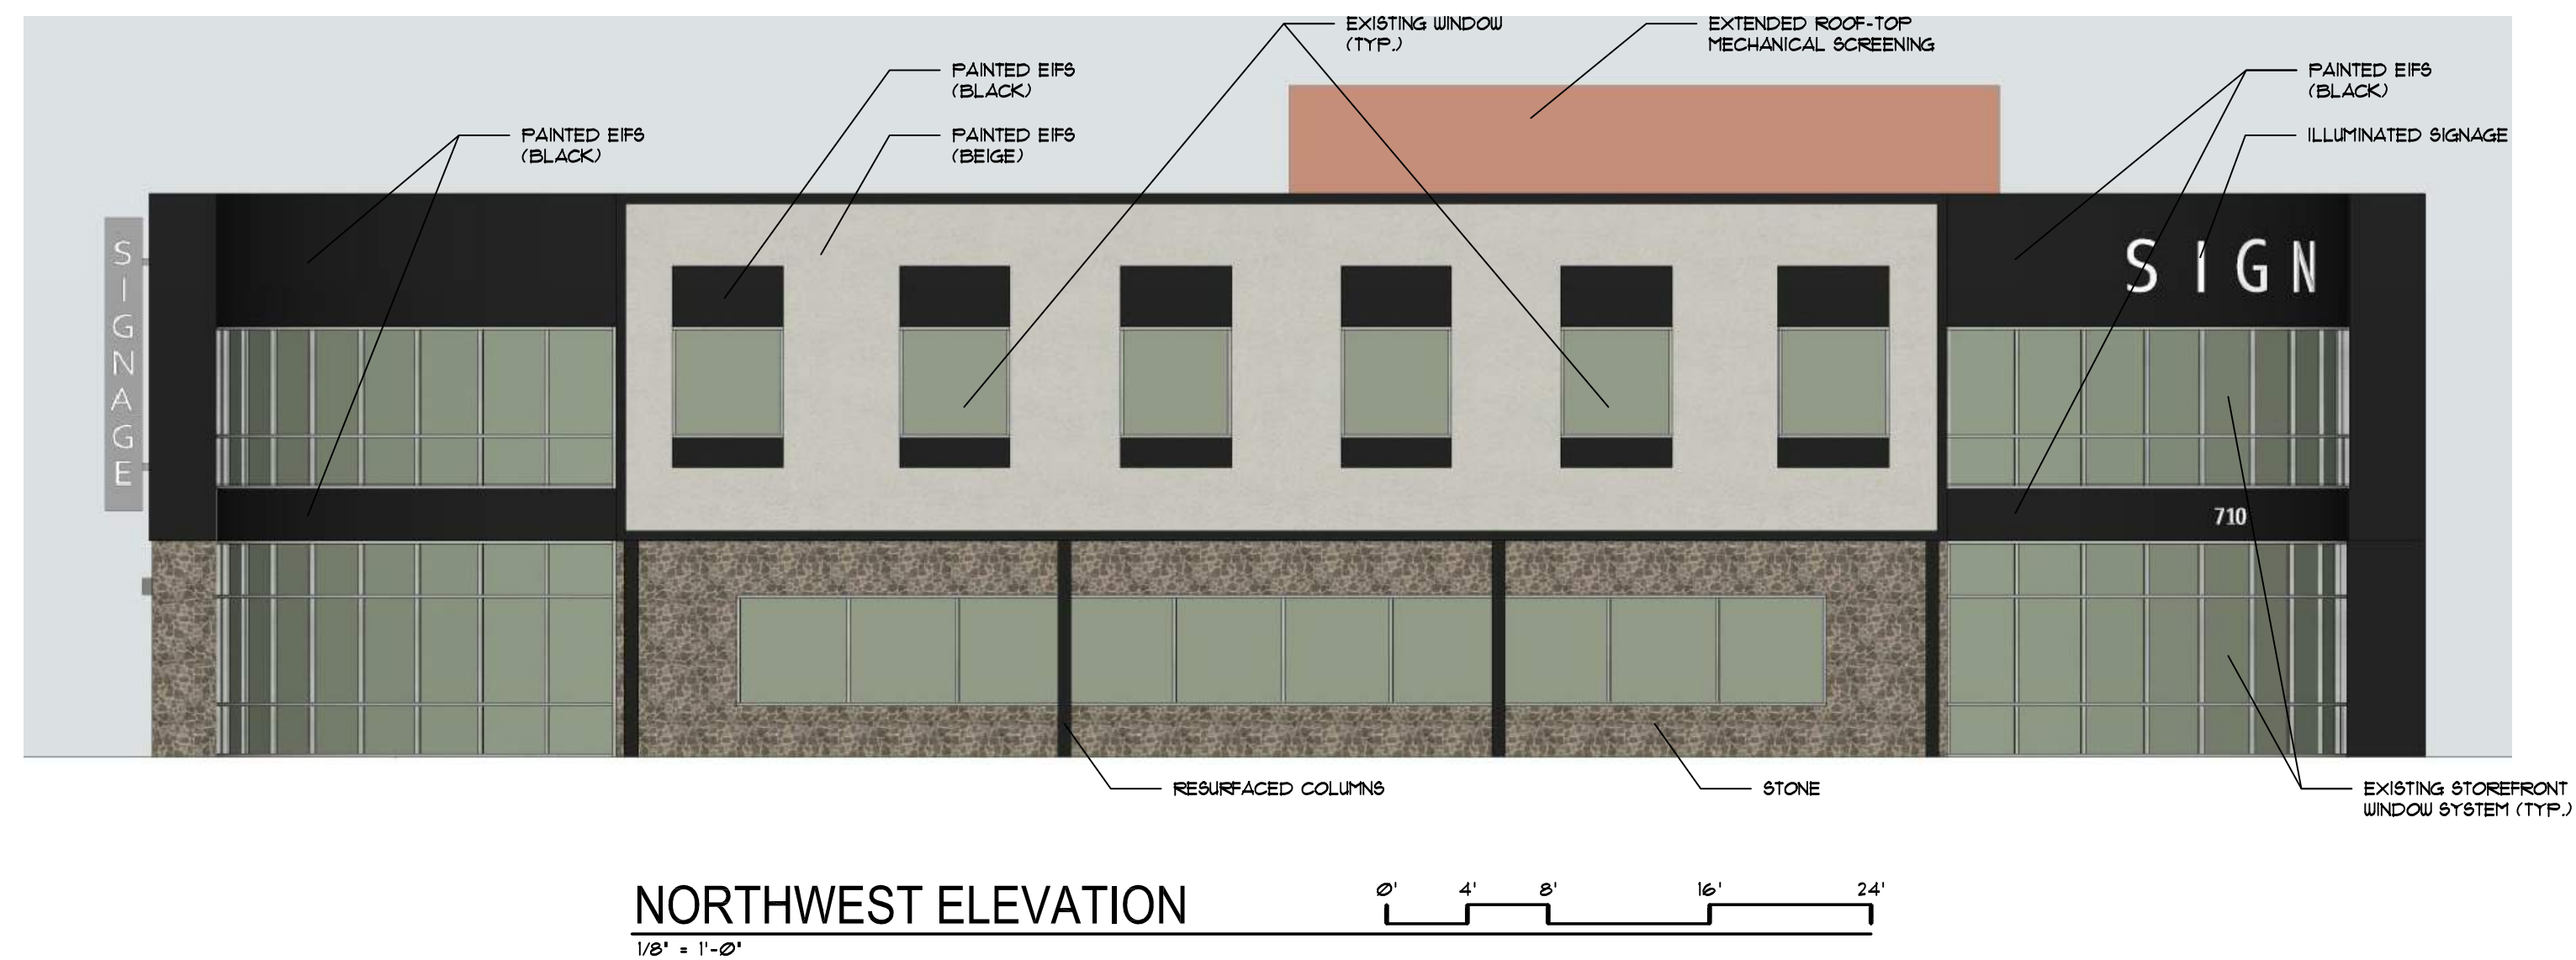 EXISTING WINDOW
(TYP.)
EXTENDED ROOF-TOP
MECHANICAL SCREENING
PAINTED EIFS
(BLACK)
PAINTED EIFS
(BLACK)
PAINTED EIFS
(BLACK)
PAINTED EIFS
(BEIGE)
ILLUMINATED SIGNAGE
SIGNAGE
SIGN
710
RESURFACED COLUMNS
STONE
EXISTING STOREFRONT
WINDOW SYSTEM (TYP.)
NORTHWEST ELEVATION
0' 4' 8' 16' 24'
1/8" = 1'-0"